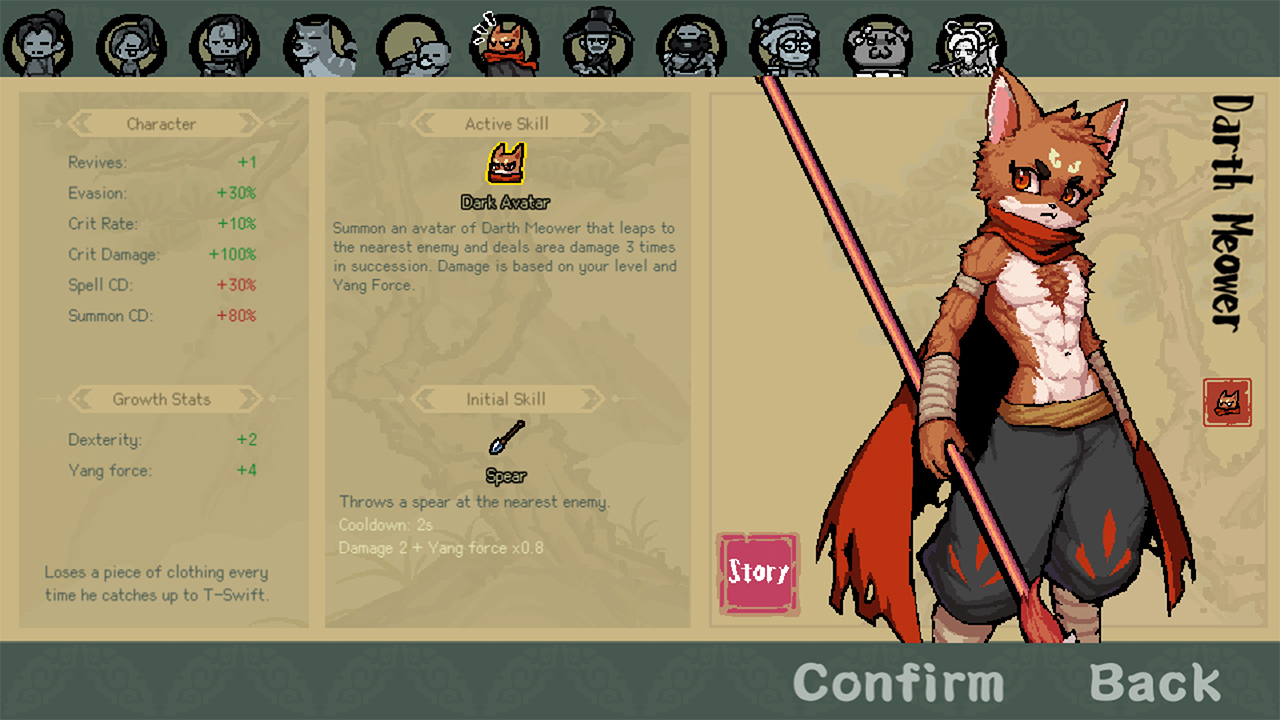 Character
Revives: +1
Evasion: +30%
Crit Rate: +10%
Crit Damage: +100%
Spell CD: +30%
Summon CD: +80%
Growth Stats
Dexterity: +2
Yang force: +4
Loses a piece of clothing every
time he catches up to T-Swift.
Active Skill
Dark Avatar
Summon an avatar of Darth Meower that leaps to
the nearest enemy and deals area damage 3 times
in succession. Damage is based on your level and
Yang Force.
Initial Skill
Spear
Throws a spear at the nearest enemy.
Cooldown: 2s
Damage 2 + Yang force x0.8
Darth Meower
Story
Confirm
Back